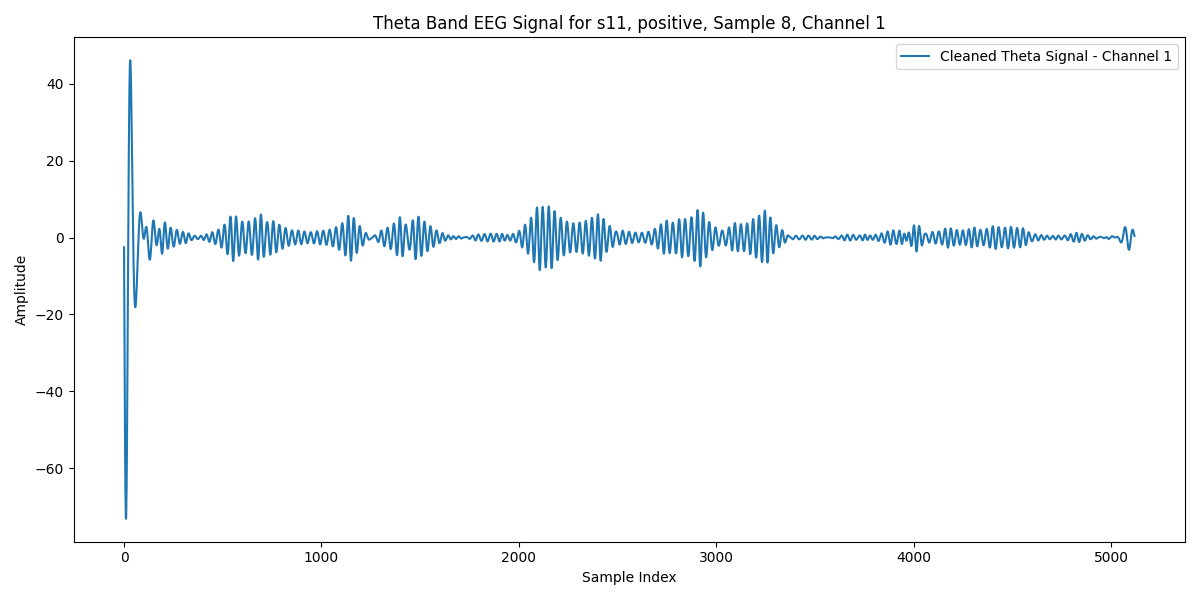 Theta Band EEG Signal for s11, positive, Sample 8, Channel 1
Cleaned Theta Signal - Channel 1
Amplitude
40
20
0
−20
−40
−60
0 1000 2000 3000 4000 5000
Sample Index